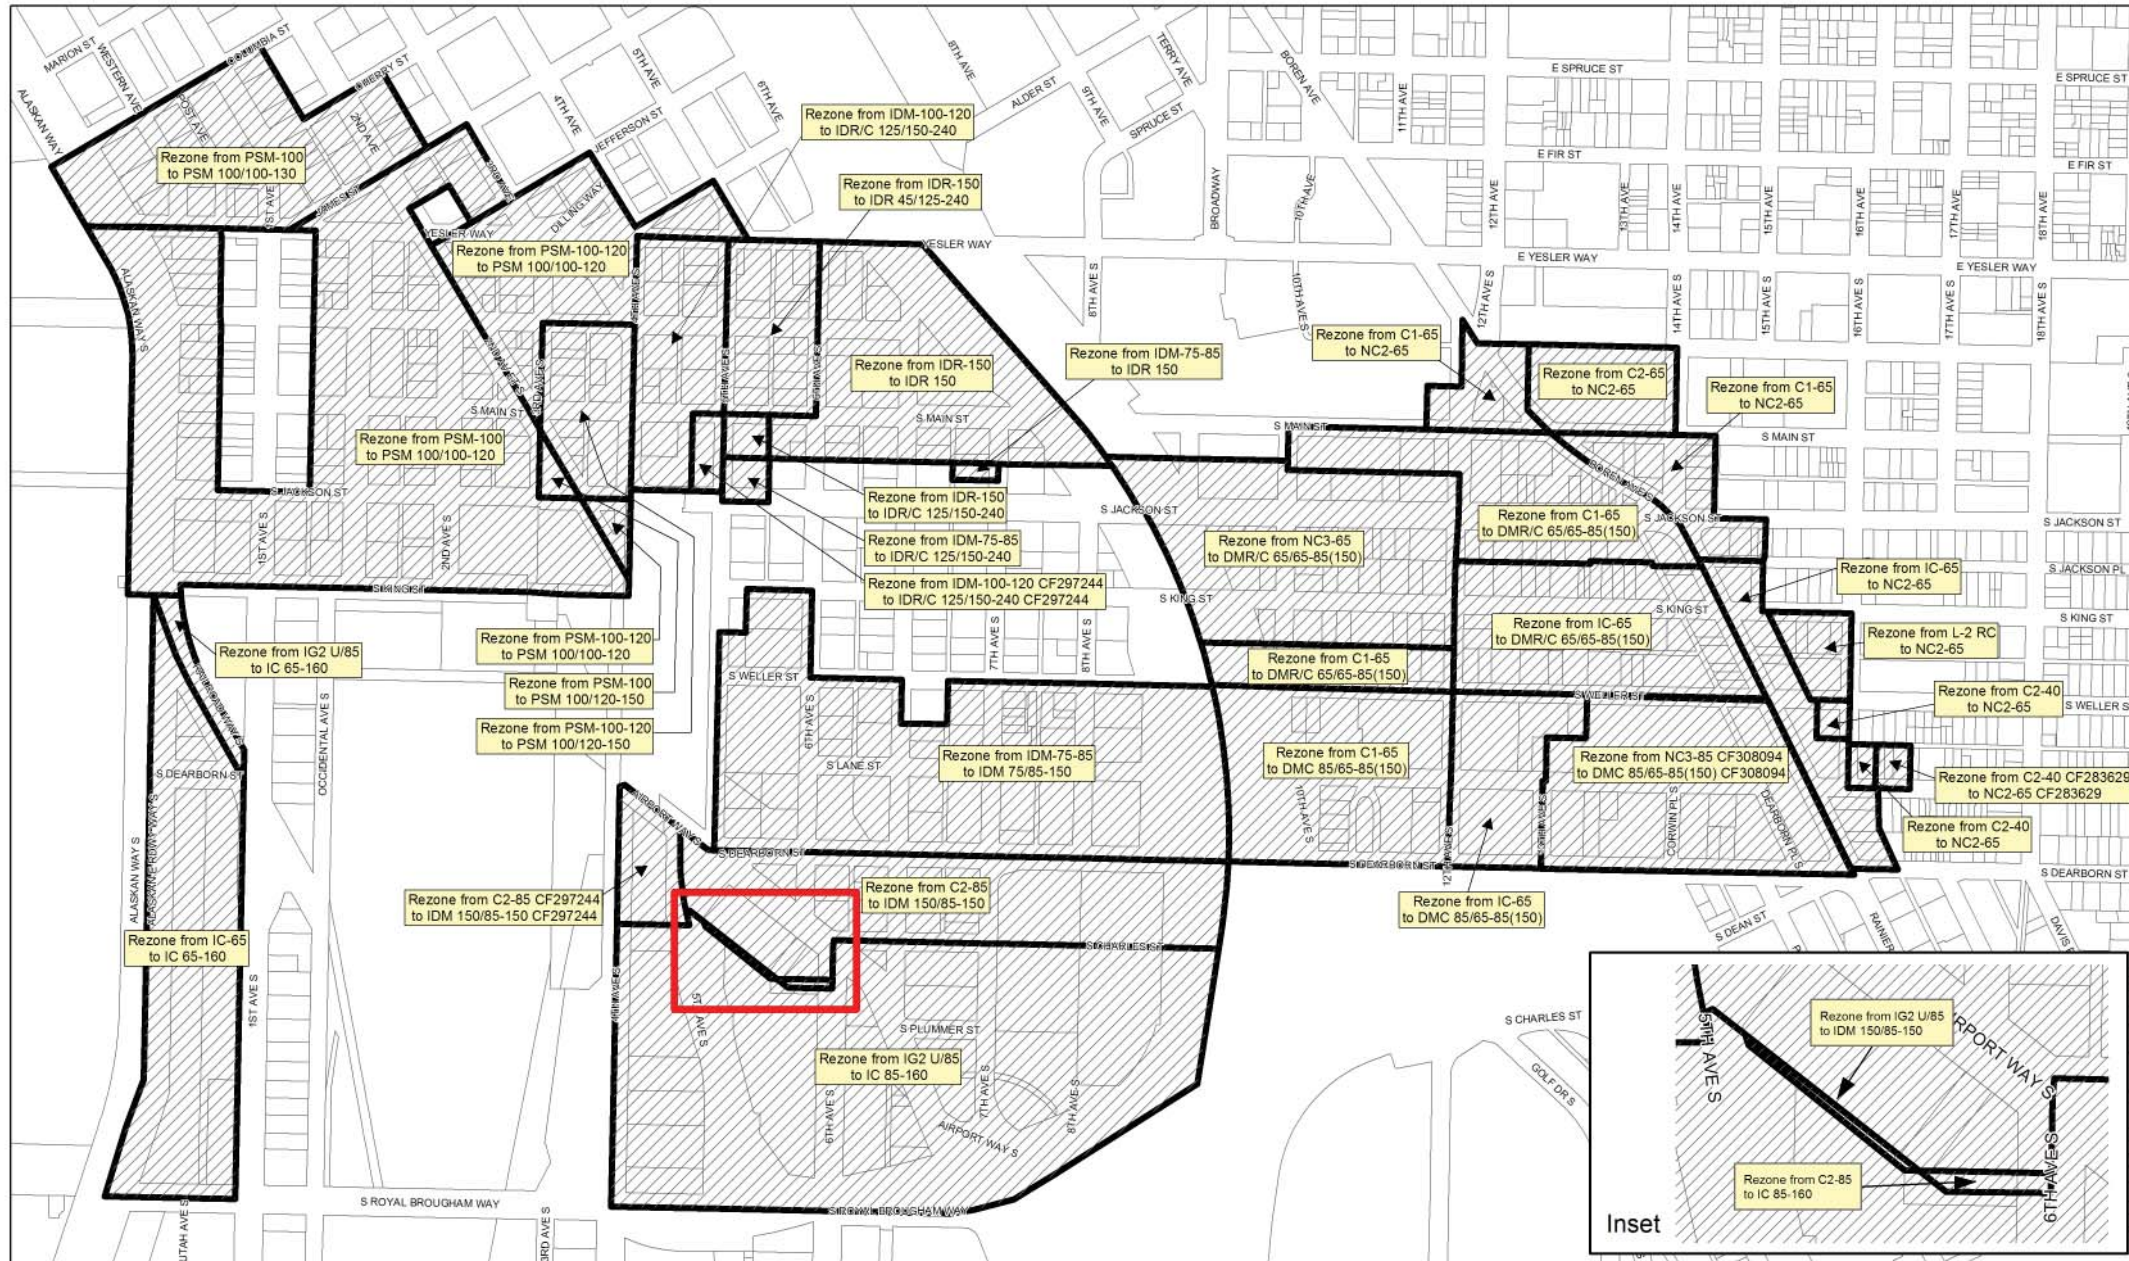 MARION ST
WESTERN AVE
COLUMBIA ST
CHERRY ST
POST AVE
2ND AVE
ALASKAN WAY
5TH AVE
4TH AVE
6TH AVE
JEFFERSON ST
8TH AVE
ALDER ST
9TH AVE
TERRY AVE
SPRUCE ST
BOREN AVE
11TH AVE
E SPRUCE ST
E SPRUCE ST
Rezone from IDM-100-120
to IDR/C 125/150-240
Rezone from PSM-100
to PSM 100/100-130
1ST AVE
JAMES ST
3RD AVE
DILLING WAY
Rezone from IDR-150
to IDR 45/125-240
BROADWAY
10TH AVE
12TH AVE
E FIR ST
E FIR ST
13TH AVE
14TH AVE
15TH AVE
16TH AVE
17TH AVE
18TH AVE
YESLER WAY
Rezone from PSM-100-120
to PSM 100/100-120
YESLER WAY
E YESLER WAY
E YESLER WAY
ALASKAN WAY S
8TH AVE S
10TH AVE S
12TH AVE S
14TH AVE S
15TH AVE S
16TH AVE S
17TH AVE S
18TH AVE S
Rezone from C1-65
to NC2-65
Rezone from IDM-75-85
to IDR 150
Rezone from IDR-150
to IDR 150
Rezone from C2-65
to NC2-65
Rezone from C1-65
to NC2-65
2ND AVE ET S
3RD AVE S
S MAIN ST
S MAIN ST
S MAIN ST
S MAIN ST
Rezone from PSM-100
to PSM 100/100-120
BOREN AVE S
S JACKSON ST
Rezone from IDR-150
to IDR/C 125/150-240
S JACKSON ST
Rezone from C1-65
to DMR/C 65/65-85(150)
S JACKSON ST
S JACKSON ST
1ST AVE S
2ND AVE S
Rezone from IDM-75-85
to IDR/C 125/150-240
Rezone from NC3-65
to DMR/C 65/65-85(150)
Rezone from IC-65
to NC2-65
S JACKSON PL
S KING ST
Rezone from IDM-100-120 CF297244
to IDR/C 125/150-240 CF297244
S KING ST
S KING ST
S KING ST
Rezone from IC-65
to DMR/C 65/65-85(150)
Rezone from PSM-100-120
to PSM 100/100-120
7TH AVE S
8TH AVE S
Rezone from L-2 RC
to NC2-65
Rezone from IG2 U/85
to IC 65-160
Rezone from C1-65
to DMR/C 65/65-85(150)
S WELLER ST
Rezone from PSM-100
to PSM 100/120-150
S WELLER ST
Rezone from C2-40
to NC2-65
S WELLER S
RAILROAD WAY S
OCCIDENTAL AVE S
Rezone from PSM-100-120
to PSM 100/120-150
6TH AVE S
S LANE ST
Rezone from IDM-75-85
to IDM 75/85-150
Rezone from C1-65
to DMC 85/65-85(150)
Rezone from NC3-85 CF308094
to DMC 85/65-85(150) CF308094
S DEARBORN ST
Rezone from C2-40 CF283629
to NC2-65 CF283629
AIRPORT WAY S
10TH AVE S
12TH AVE S
CORWIN PL S
DEARBORN PL S
Rezone from C2-40
to NC2-65
S DEARBORN ST
S DEARBORN ST
S DEARBORN ST
ALASKAN WAY S
Rezone from C2-85 CF297244
to IDM 150/85-150 CF297244
Rezone from C2-85
to IDM 150/85-150
Rezone from IC-65
to DMC 85/65-85(150)
S DEAN ST
RAINIER
Rezone from IC-65
to IC 65-160
S CHARLES ST
1ST AVE S
4TH AVE S
5TH AVE S
S PLUMMER ST
S CHARLES ST
GOLF DR S
Rezone from IG2 U/85
to IC 85-160
6TH AVE S
7TH AVE S
8TH AVE S
AIRPORT WAY S
S ROYAL BROUGHAM WAY
S ROYAL BROUGHAM WAY
UTAH AVE S
3RD AVE S
Rezone from IG2 U/85
to IDM 150/85-150
5TH AVE S
RPORT WAY S
Rezone from C2-85
to IC 85-160
6TH AVE S
Inset